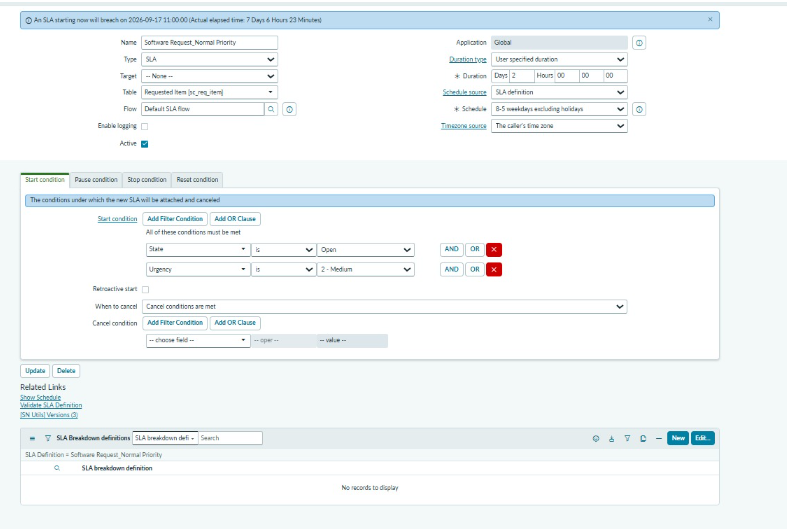 An SLA starting now will breach on 2026-09-17 11:00:00 (Actual elapsed time: 7 Days 6 Hours 23 Minutes)
Name Software Request_Normal Priority
Application Global
Type SLA
Duration type User specified duration
Target -- None --
Duration Days 2 Hours 00 00 00
Table Requested Item [sc_req_item]
Schedule source SLA definition
Flow Default SLA flow
Schedule 8-5 weekdays excluding holidays
Enable logging
Timezone source The caller's time zone
Active
Start condition Pause condition Stop condition Reset condition
The conditions under which the new SLA will be attached and canceled
Start condition Add Filter Condition Add OR Clause
All of these conditions must be met
State is Open AND OR
Urgency is 2 - Medium AND OR
Retroactive start
When to cancel Cancel conditions are met
Cancel condition Add Filter Condition Add OR Clause
-- choose field -- -- oper -- -- value --
Update Delete
Related Links
Show Schedule
Validate SLA Definition
[SN Utils] Versions (3)
SLA Breakdown definitions SLA breakdown defi Search New Edit...
SLA Definition = Software Request_Normal Priority
SLA breakdown definition
No records to display